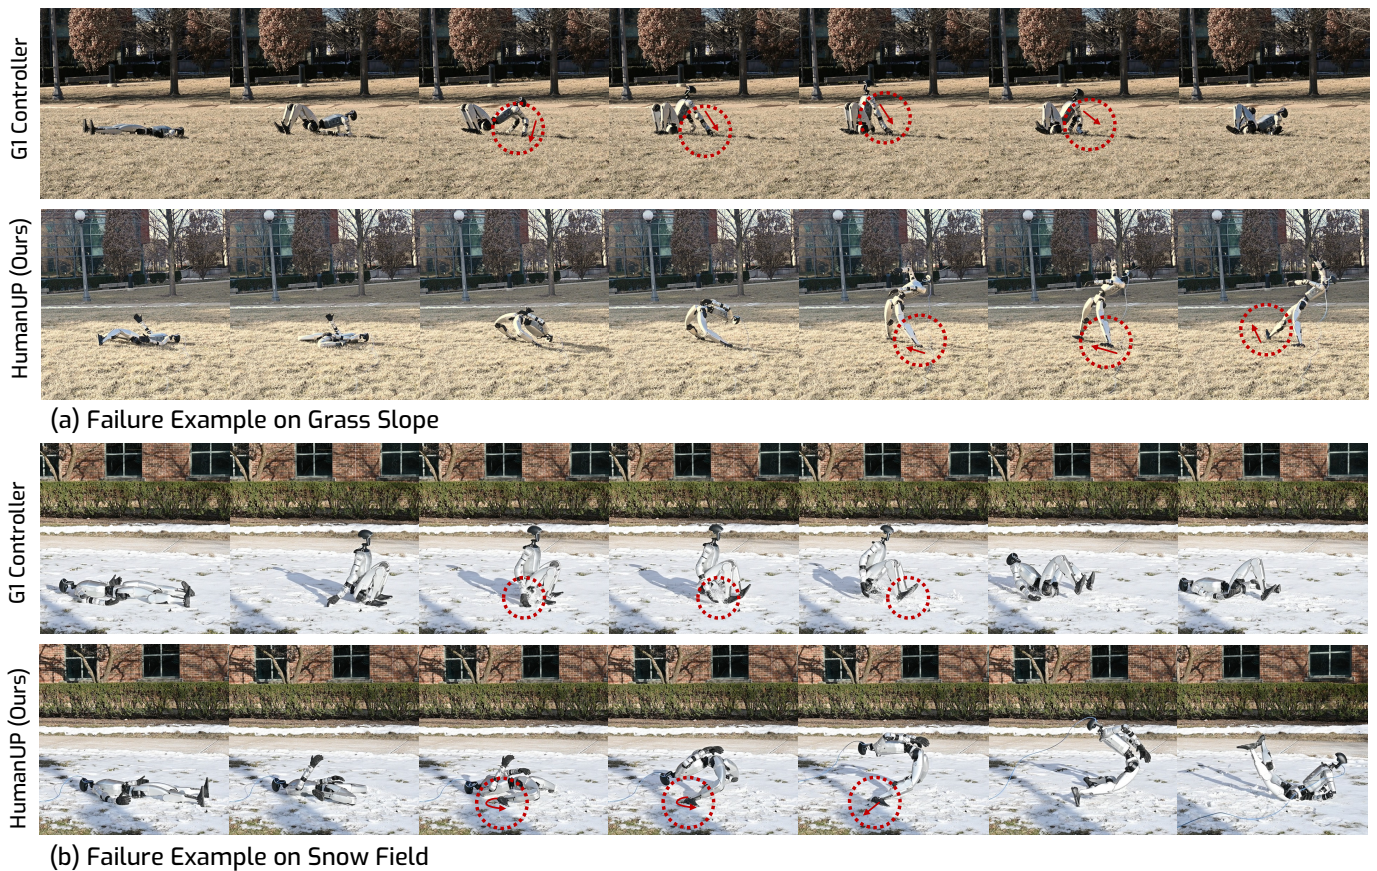 G1 Controller
HumanUP (Ours)
(a) Failure Example on Grass Slope
G1 Controller
HumanUP (Ours)
(b) Failure Example on Snow Field